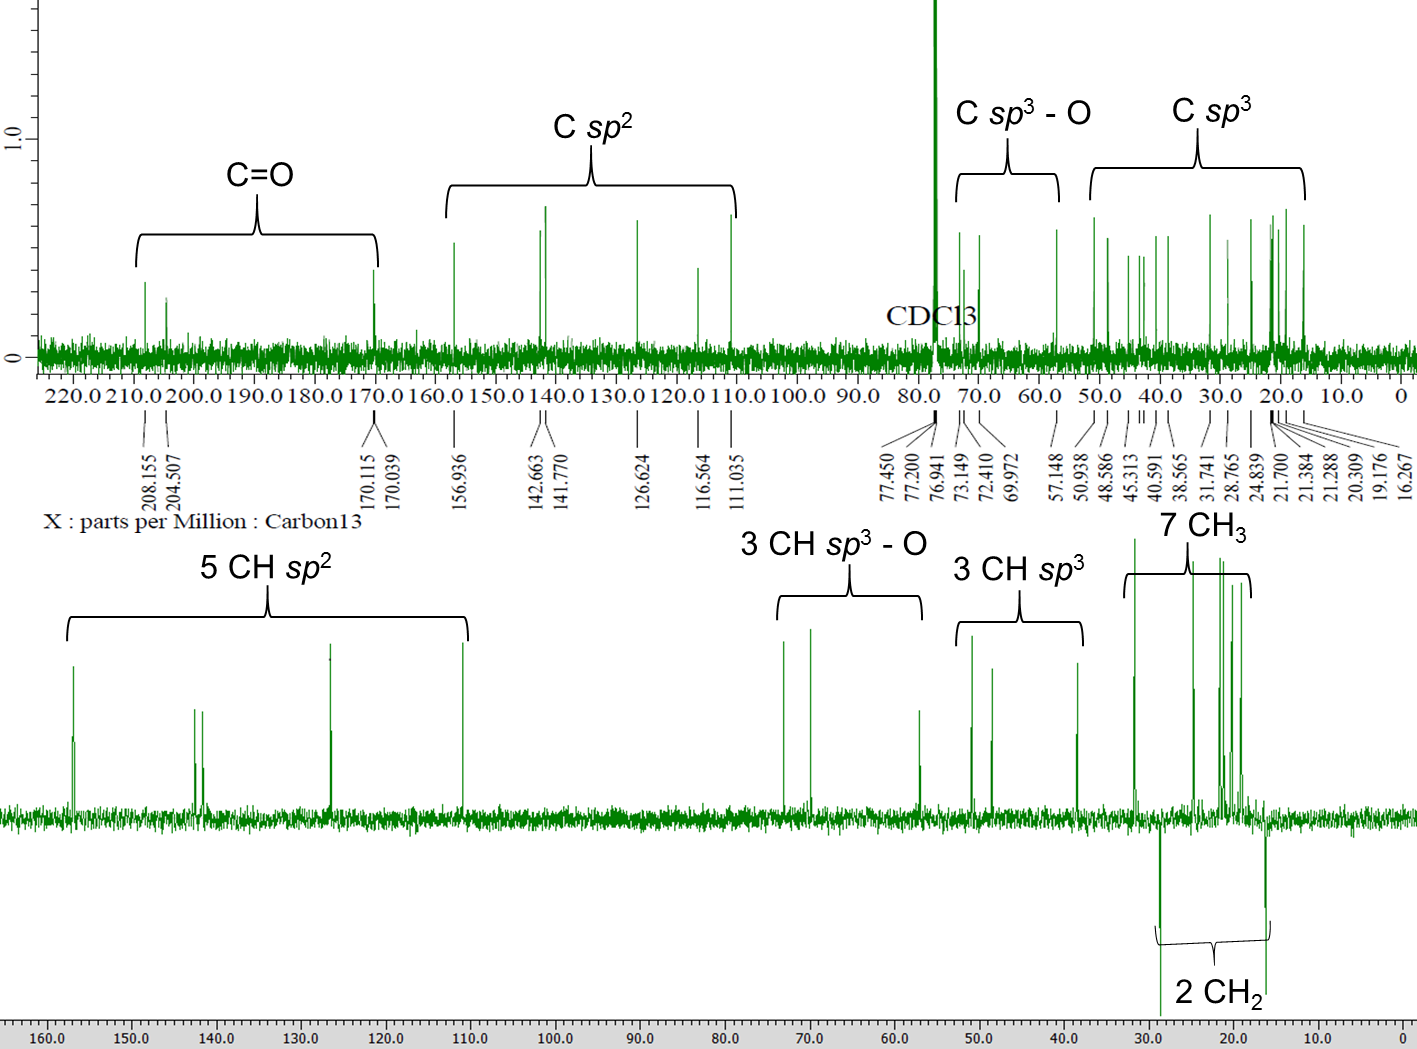 C sp³ - O
C sp³
C sp²
1.0
C=O
CDCl3
0
220.0 210.0 200.0 190.0 180.0 170.0 160.0 150.0 140.0 130.0 120.0 110.0 100.0 90.0 80.0 70.0 60.0 50.0 40.0 30.0 20.0 10.0 0
208.155
204.507
170.115
170.039
156.936
142.663
141.770
126.624
116.564
111.035
77.450
77.200
76.941
73.149
72.410
69.972
57.148
50.938
48.586
45.313
40.591
38.565
31.741
28.765
24.839
21.700
21.384
21.288
20.309
19.176
16.267
X : parts per Million : Carbon13
7 CH₃
3 CH sp³ - O
5 CH sp²
3 CH sp³
2 CH₂
160.0 150.0 140.0 130.0 120.0 110.0 100.0 90.0 80.0 70.0 60.0 50.0 40.0 30.0 20.0 10.0 0